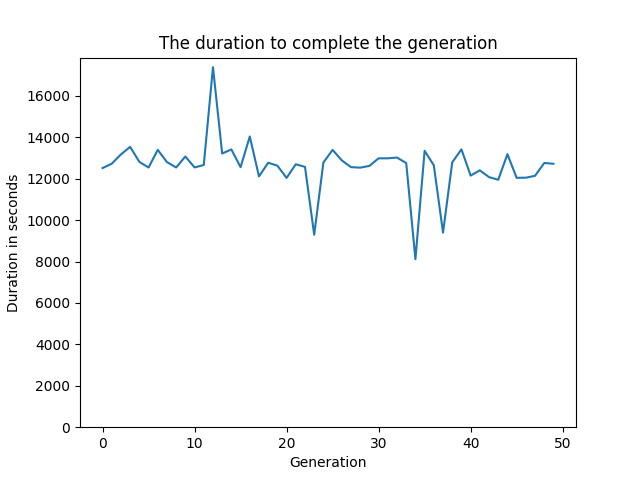 The duration to complete the generation
Duration in seconds
16000
14000
12000
10000
8000
6000
4000
2000
0
0 10 20 30 40 50
Generation